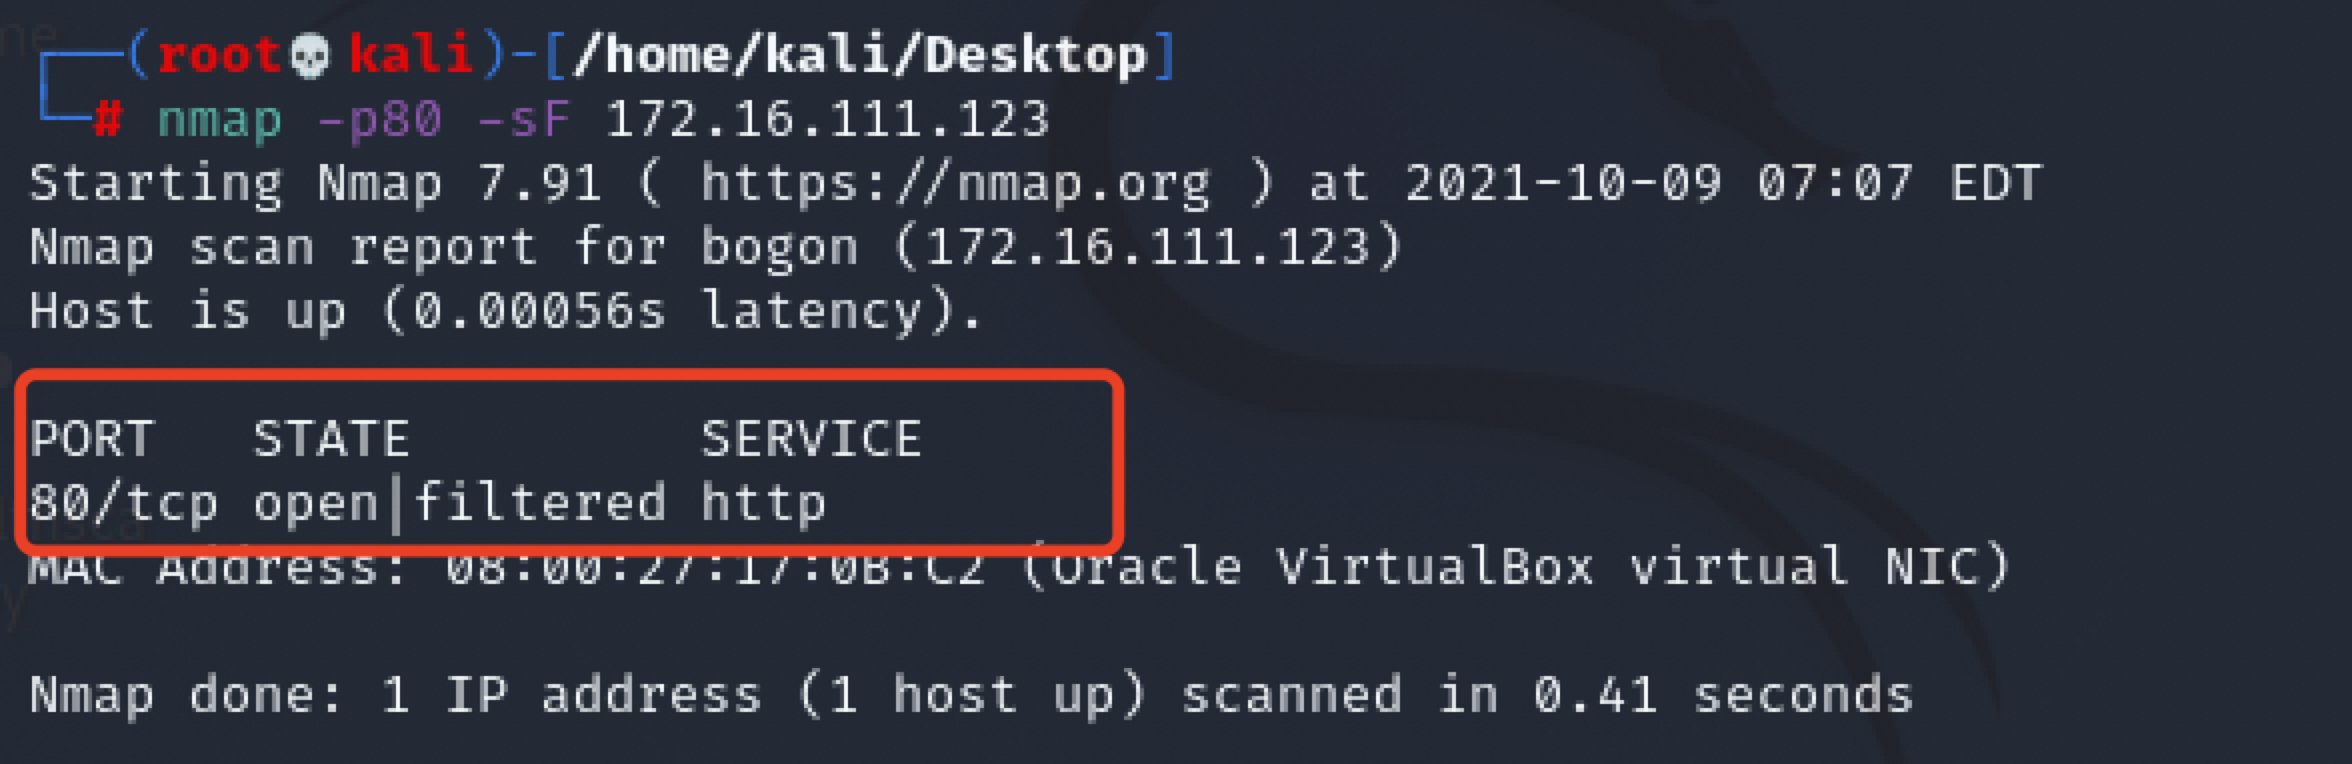 ┌──(root💀kali)-[/home/kali/Desktop]
└─# nmap -p80 -sF 172.16.111.123
Starting Nmap 7.91 ( https://nmap.org ) at 2021-10-09 07:07 EDT
Nmap scan report for bogon (172.16.111.123)
Host is up (0.00056s latency).
PORT   STATE         SERVICE
80/tcp open|filtered http
MAC Address: 08:00:27:17:0B:C2 (Oracle VirtualBox virtual NIC)
Nmap done: 1 IP address (1 host up) scanned in 0.41 seconds